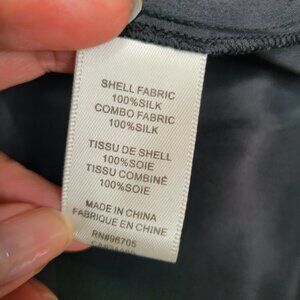 SHELL FABRIC
100%SILK
COMBO FABRIC
100%SILK
TISSU DE SHELL
100%SOIE
TISSU COMBINÉ
100%SOIE
MADE IN CHINA
FABRIQUE EN CHINE
RN#96705